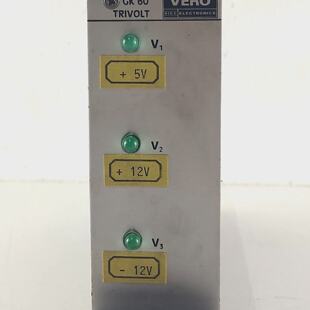 GK 60
TRIVOLT
VERO
ELECTRONICS
V₁
+ 5V
V₂
+ 12V
V₃
- 12V